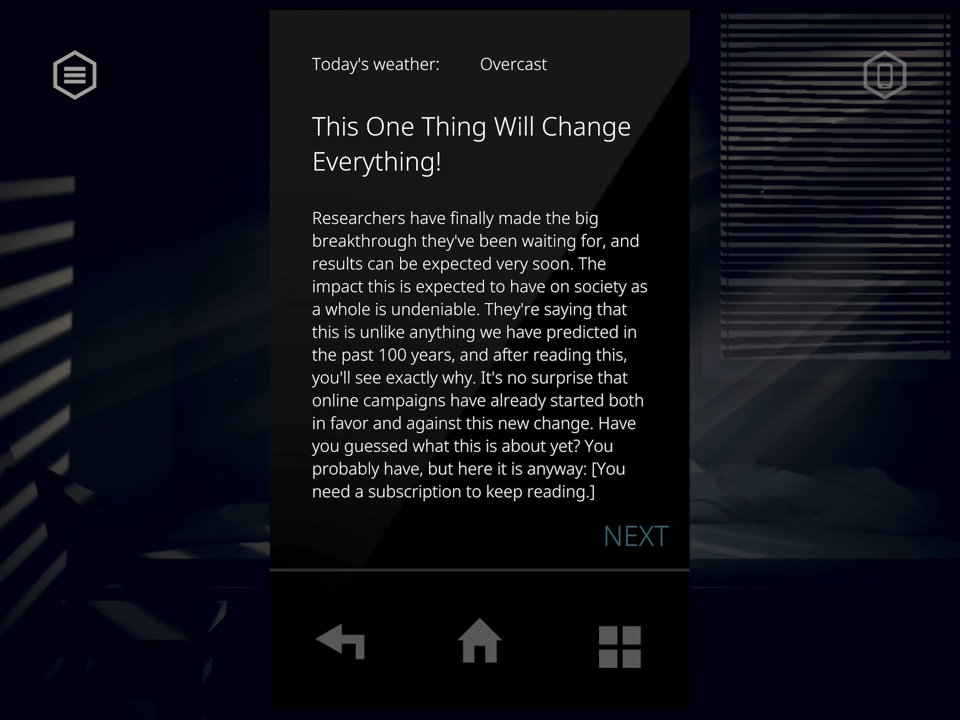 Today's weather: Overcast
This One Thing Will Change
Everything!
Researchers have finally made the big
breakthrough they've been waiting for, and
results can be expected very soon. The
impact this is expected to have on society as
a whole is undeniable. They're saying that
this is unlike anything we have predicted in
the past 100 years, and after reading this,
you'll see exactly why. It's no surprise that
online campaigns have already started both
in favor and against this new change. Have
you guessed what this is about yet? You
probably have, but here it is anyway: [You
need a subscription to keep reading.]
NEXT